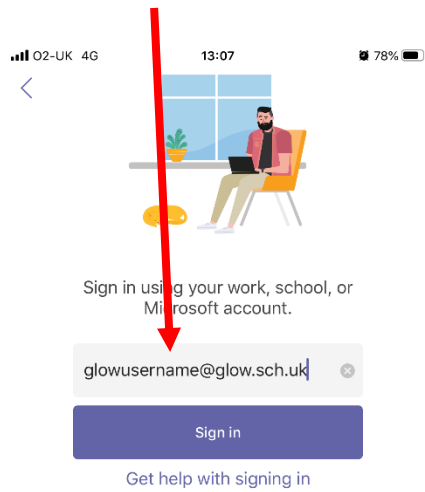 O2-UK 4G 13:07 78%
Sign in using your work, school, or
Microsoft account.
glowusername@glow.sch.uk
Sign in
Get help with signing in